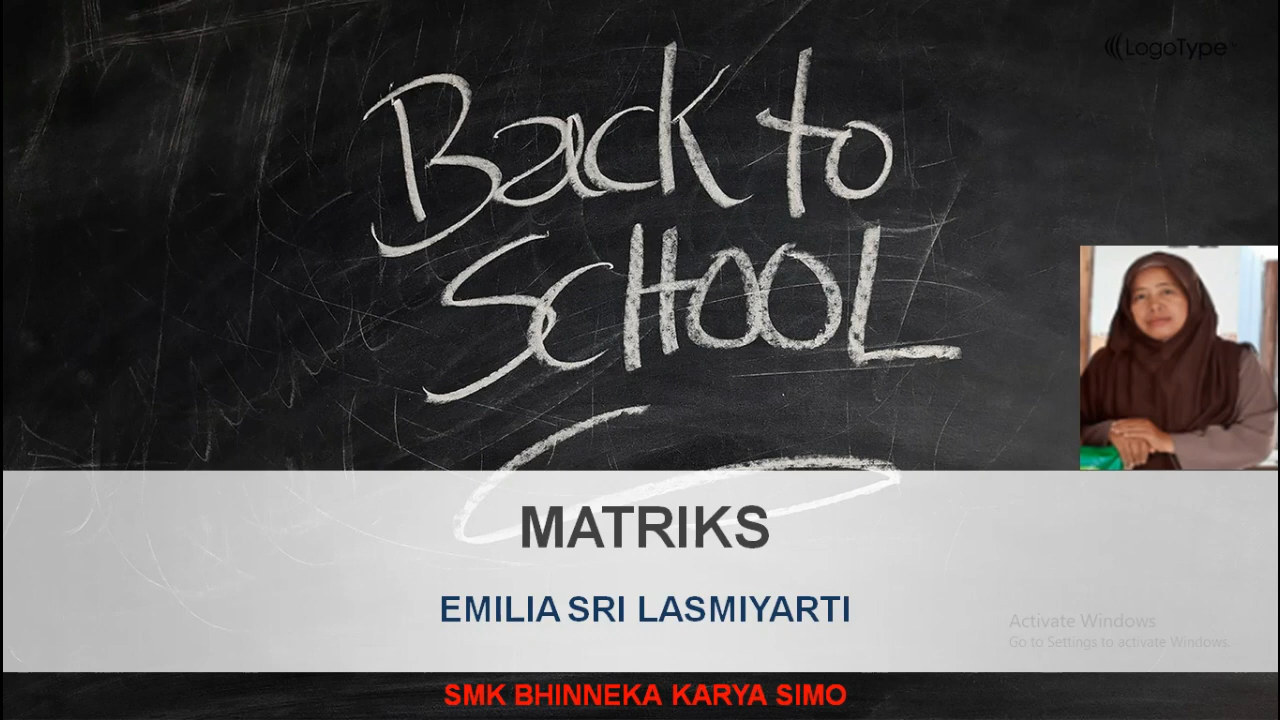 LogoType
Back to
SCHOOL
MATRIKS
EMILIA SRI LASMIYARTI
Activate Windows
Go to Settings to activate Windows.
SMK BHINNEKA KARYA SIMO